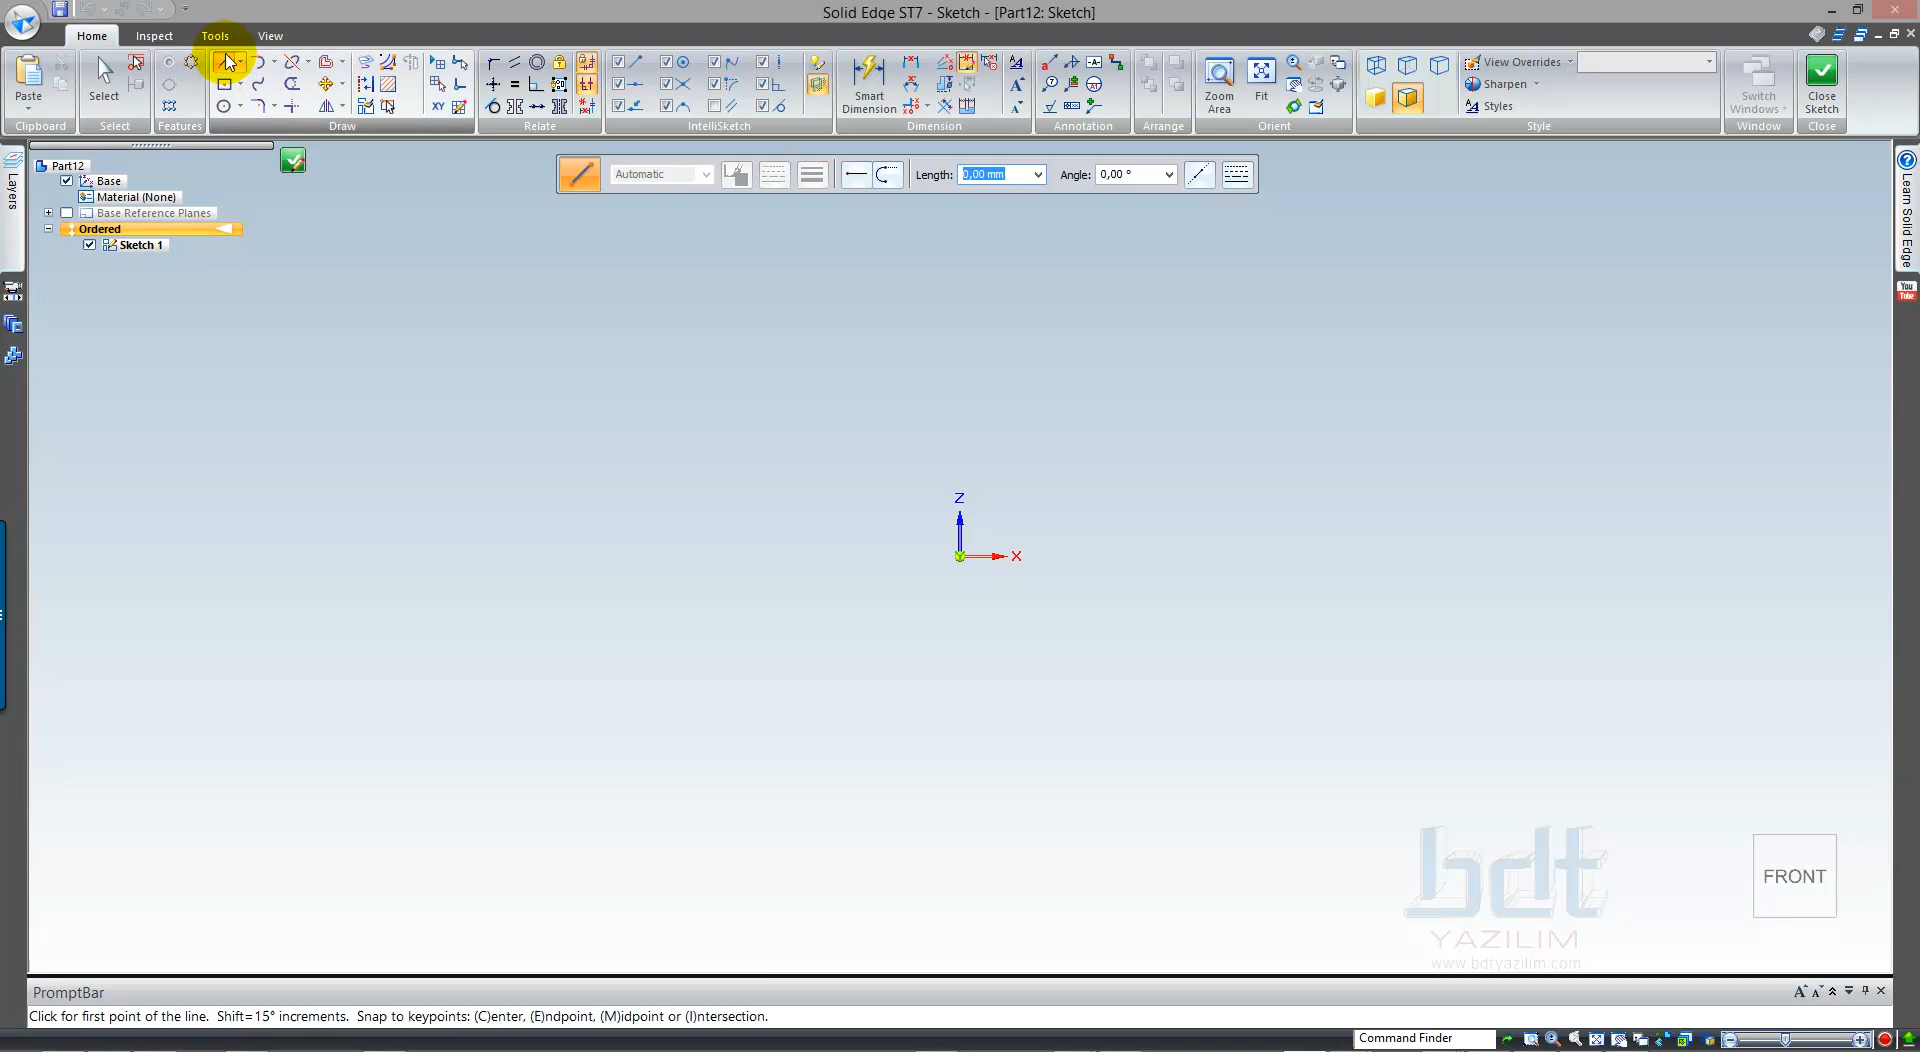 Solid Edge ST7 - Sketch - [Part12: Sketch]
Home Inspect Tools View
Paste Select Smart Dimension Zoom Area Fit View Overrides Sharpen Styles Switch Windows Close Sketch
XY
Clipboard Select Features Draw Relate IntelliSketch Dimension Annotation Arrange Orient Style Window Close
Part12
Base
Material (None)
Base Reference Planes
Ordered
Sketch 1
Automatic Length: 0,00 mm Angle: 0,00 °
Layers
Learn Solid Edge
You
Tube
Z
X
FRONT
bdt
YAZILIM
www.bdtyazilim.com
PromptBar
Click for first point of the line. Shift=15° increments. Snap to keypoints: (C)enter, (E)ndpoint, (M)idpoint or (I)ntersection.
Command Finder